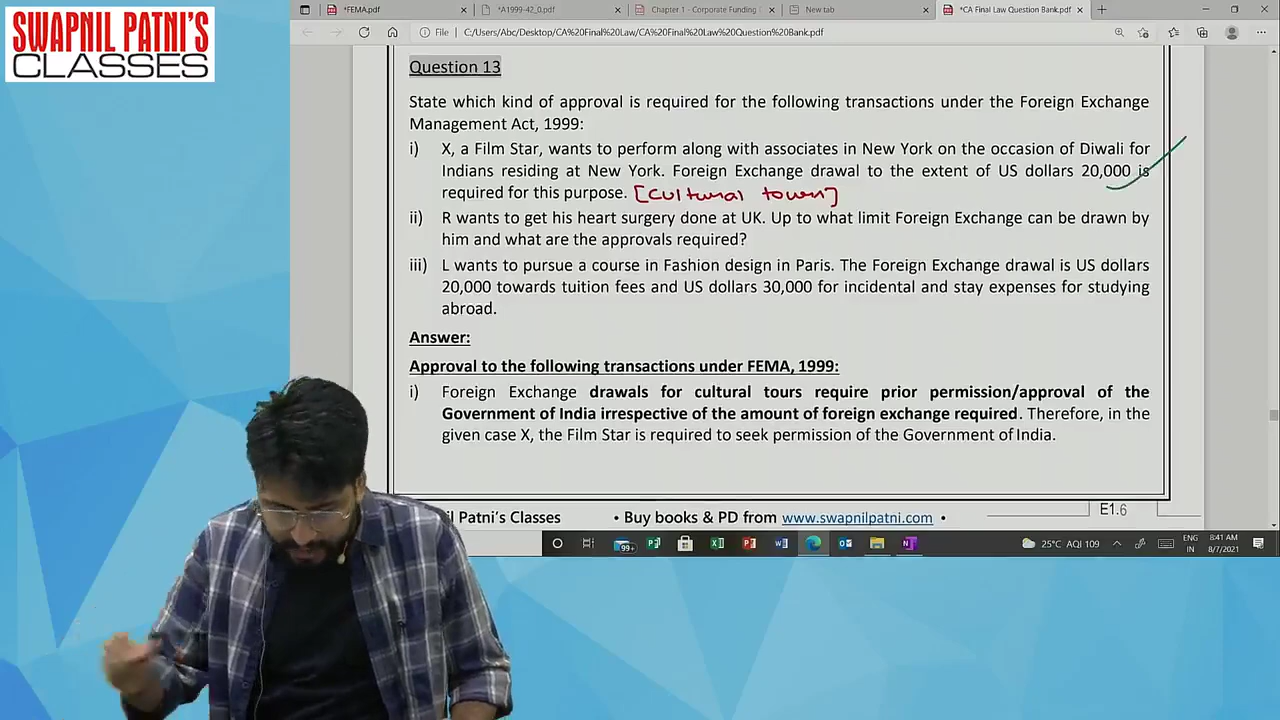 SWAPNIL PATNI'S
CLASSES
*FEMA.pdf
*A1999-42_0.pdf
Chapter 1 - Corporate Funding
New tab
*CA Final Law Question Bank.pdf
File
C:/Users/Abc/Desktop/CA%20Final%20Law/CA%20Final%20Law%20Question%20Bank.pdf
Question 13
State which kind of approval is required for the following transactions under the Foreign Exchange
Management Act, 1999:
i) X, a Film Star, wants to perform along with associates in New York on the occasion of Diwali for
Indians residing at New York. Foreign Exchange drawal to the extent of US dollars 20,000 is
required for this purpose. [Cultural tours]
ii) R wants to get his heart surgery done at UK. Up to what limit Foreign Exchange can be drawn by
him and what are the approvals required?
iii) L wants to pursue a course in Fashion design in Paris. The Foreign Exchange drawal is US dollars
20,000 towards tuition fees and US dollars 30,000 for incidental and stay expenses for studying
abroad.
Answer:
Approval to the following transactions under FEMA, 1999:
i) Foreign Exchange drawals for cultural tours require prior permission/approval of the
Government of India irrespective of the amount of foreign exchange required. Therefore, in the
given case X, the Film Star is required to seek permission of the Government of India.
il Patni's Classes
• Buy books & PD from www.swapnilpatni.com •
E1.6
99+
25°C AQI 109
ENG
IN
8:41 AM
8/7/2021